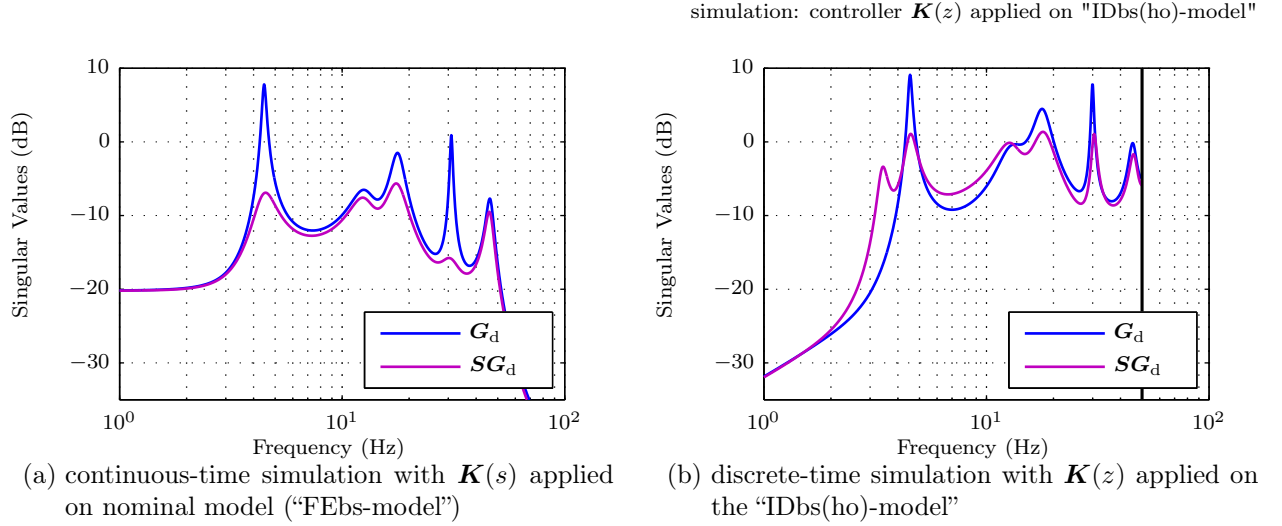 simulation: controller K(z) applied on "IDbs(ho)-model"
10
0
−10
−20
−30
Singular Values (dB)
G_d
SG_d
10^0
10^1
10^2
Frequency (Hz)
(a) continuous-time simulation with K(s) applied
on nominal model (“FEbs-model”)
10
0
−10
−20
−30
Singular Values (dB)
G_d
SG_d
10^0
10^1
10^2
Frequency (Hz)
(b) discrete-time simulation with K(z) applied on
the “IDbs(ho)-model”